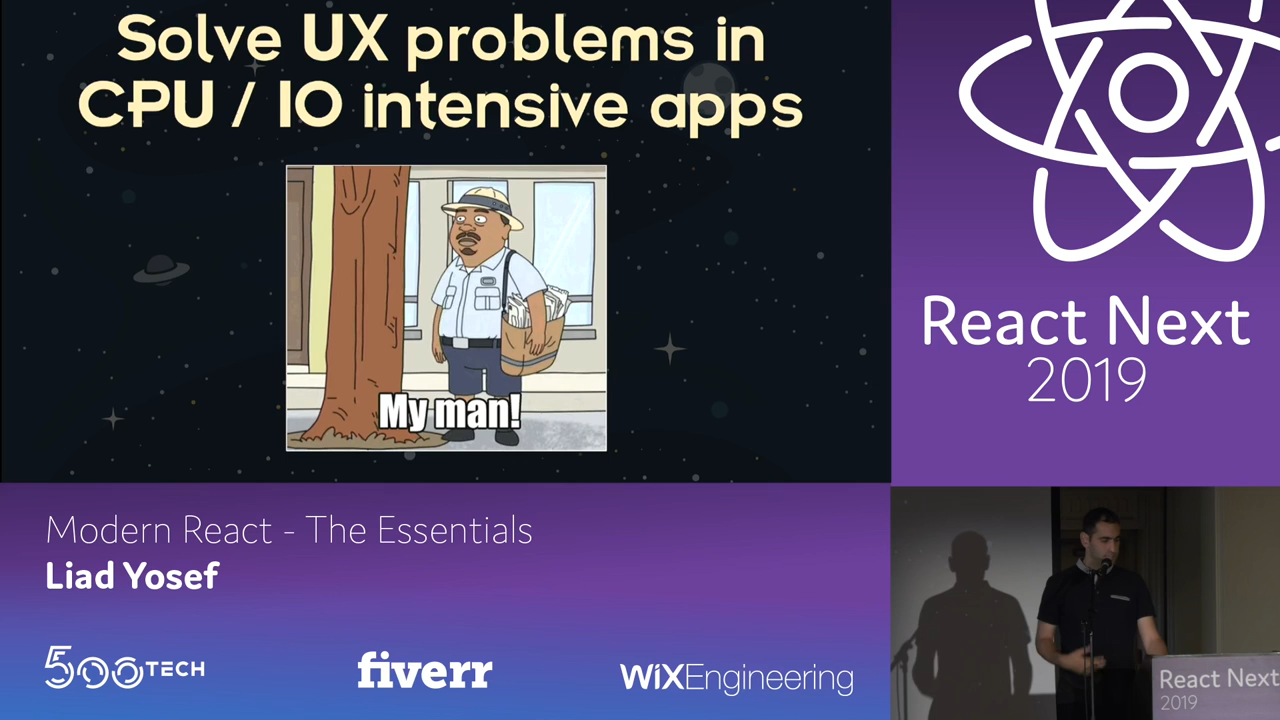 Solve UX problems in
CPU / IO intensive apps
My man!
React Next
2019
Modern React - The Essentials
Liad Yosef
500TECH
fiverr
WiXEngineering
React Next
2019